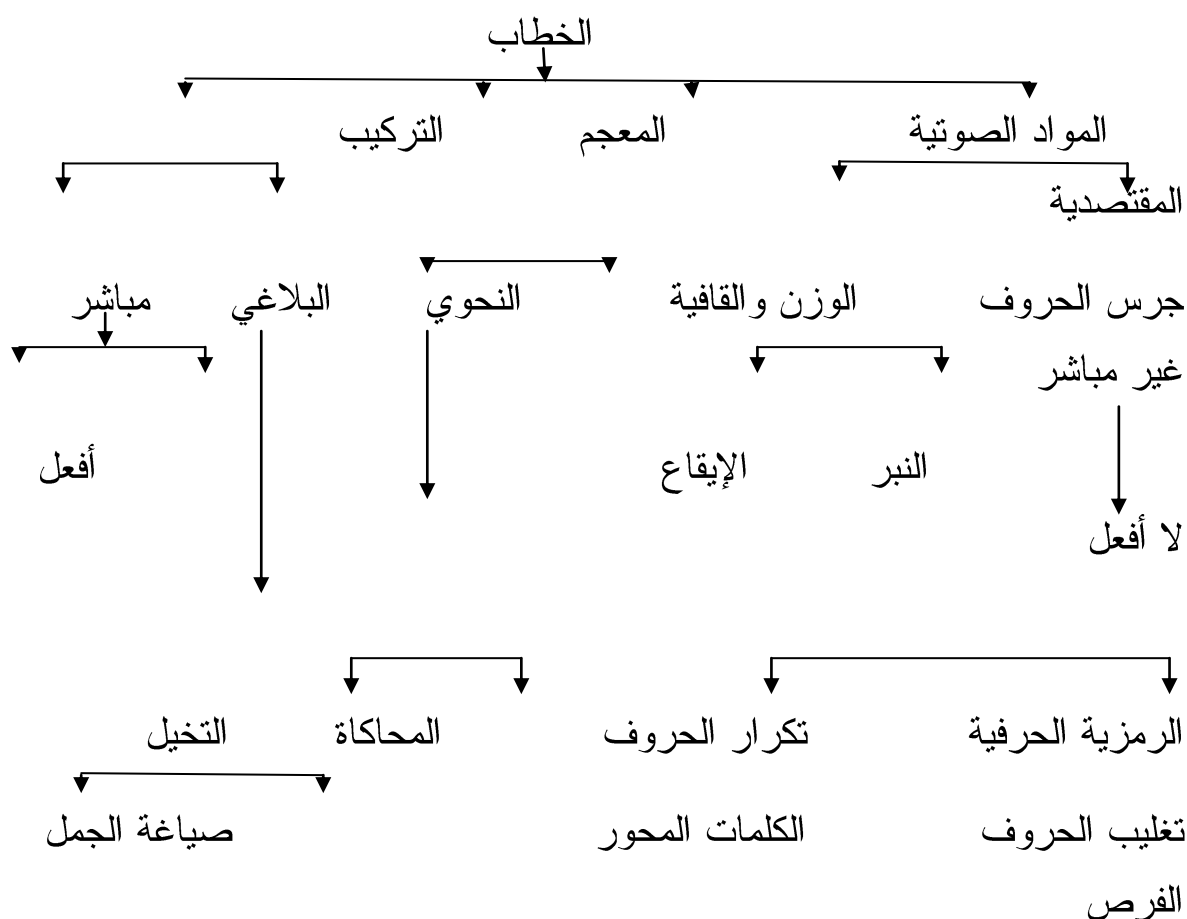 الخطاب
المواد الصوتية المعجم التركيب
المقتصدية
جرس الحروف الوزن والقافية النحوي البلاغي مباشر
غير مباشر
النبر الإيقاع أفعل
لا أفعل
الرمزية الحرفية تكرار الحروف المحاكاة التخيل
تغليب الحروف الكلمات المحور صياغة الجمل
الفرص